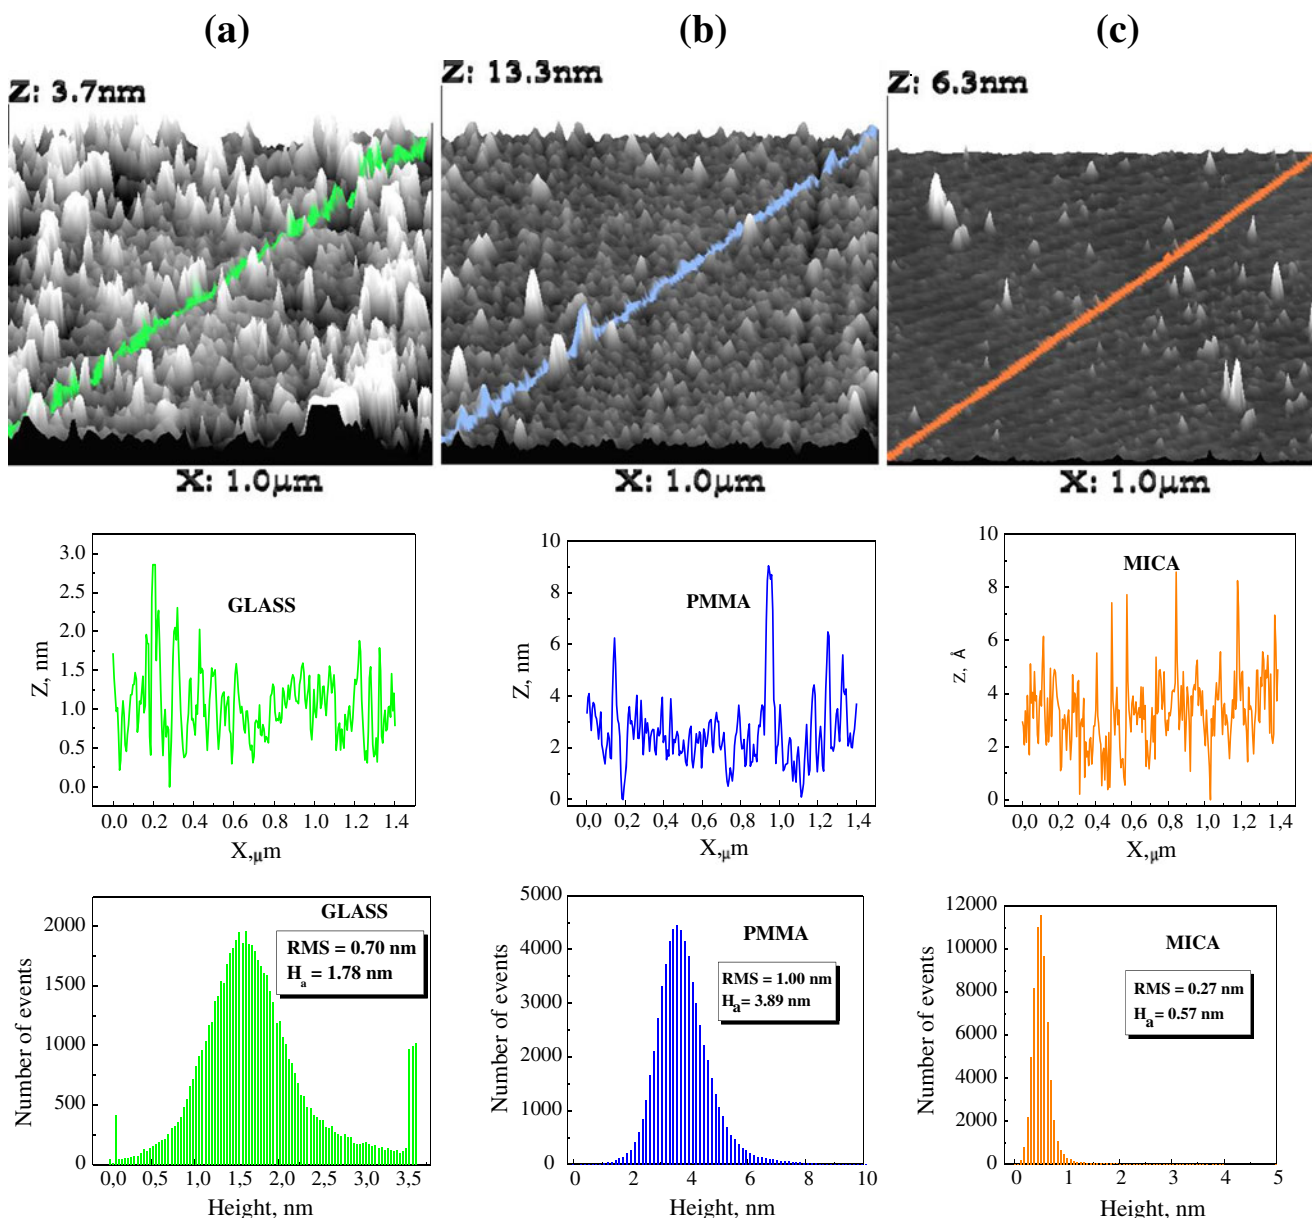 (a) (b) (c)
Z: 3.7nm
Z: 13.3nm
Z: 6.3nm
X: 1.0µm
X: 1.0µm
X: 1.0µm
GLASS
Z, nm
3.0
2.5
2.0
1.5
1.0
0.5
0.0
0.0 0.2 0.4 0.6 0.8 1.0 1.2 1.4
X,µm
PMMA
Z, nm
10
8
6
4
2
0
0,0 0,2 0,4 0,6 0,8 1,0 1,2 1,4
X,µm
MICA
Z, Å
10
8
6
4
2
0
0,0 0,2 0,4 0,6 0,8 1,0 1,2 1,4
X,µm
GLASS
RMS = 0.70 nm
Ha = 1.78 nm
Number of events
2000
1500
1000
500
0
0,0 0,5 1,0 1,5 2,0 2,5 3,0 3,5
Height, nm
PMMA
RMS = 1.00 nm
Ha= 3.89 nm
Number of events
5000
4000
3000
2000
1000
0
0 2 4 6 8 10
Height, nm
MICA
RMS = 0.27 nm
Ha= 0.57 nm
Number of events
12000
10000
8000
6000
4000
2000
0
0 1 2 3 4 5
Height, nm